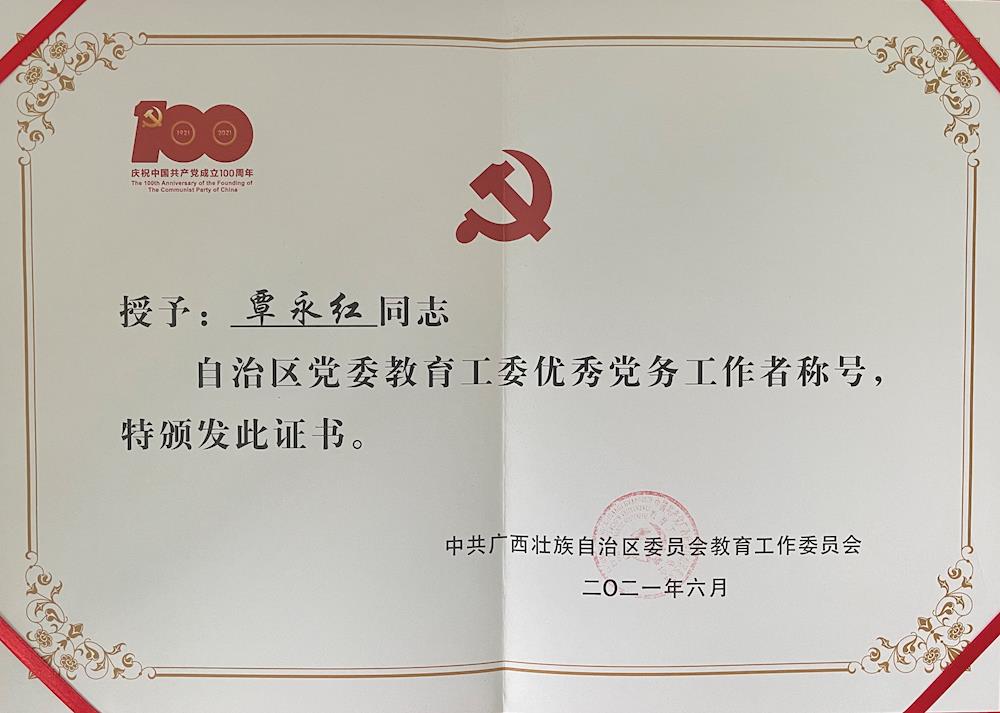 1921
2021
庆祝中国共产党成立100周年
The 100th Anniversary of the Founding of
The Communist Party of China
授予：覃永红同志
自治区党委教育工委优秀党务工作者称号，
特颁发此证书。
中共广西壮族自治区委员会教育工作委员会
二〇二一年六月